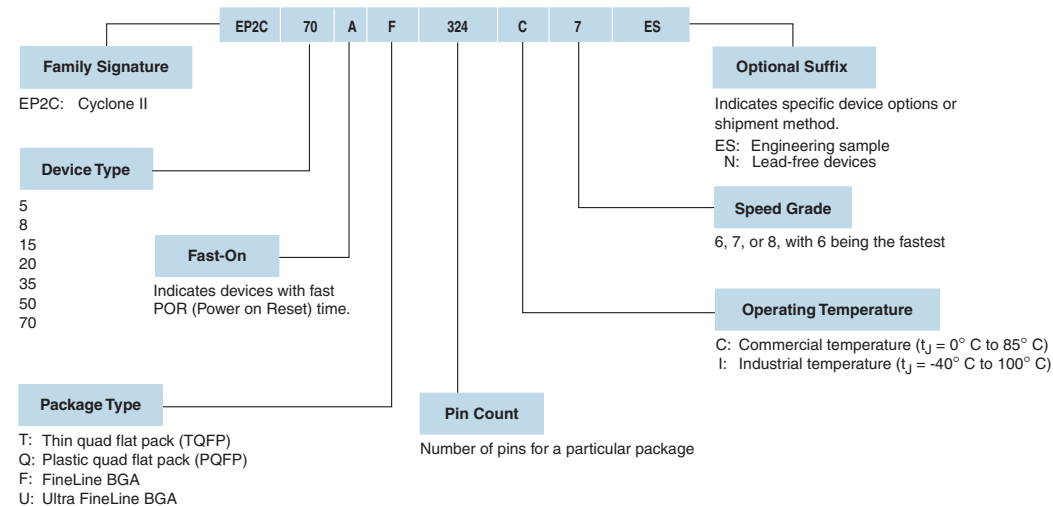 EP2C 70 A F 324 C 7 ES
Family Signature
EP2C: Cyclone II
Device Type
5
8
15
20
35
50
70
Fast-On
Indicates devices with fast
POR (Power on Reset) time.
Package Type
T: Thin quad flat pack (TQFP)
Q: Plastic quad flat pack (PQFP)
F: FineLine BGA
U: Ultra FineLine BGA
Pin Count
Number of pins for a particular package
Optional Suffix
Indicates specific device options or
shipment method.
ES: Engineering sample
N: Lead-free devices
Speed Grade
6, 7, or 8, with 6 being the fastest
Operating Temperature
C: Commercial temperature (tJ = 0° C to 85° C)
I: Industrial temperature (tJ = -40° C to 100° C)